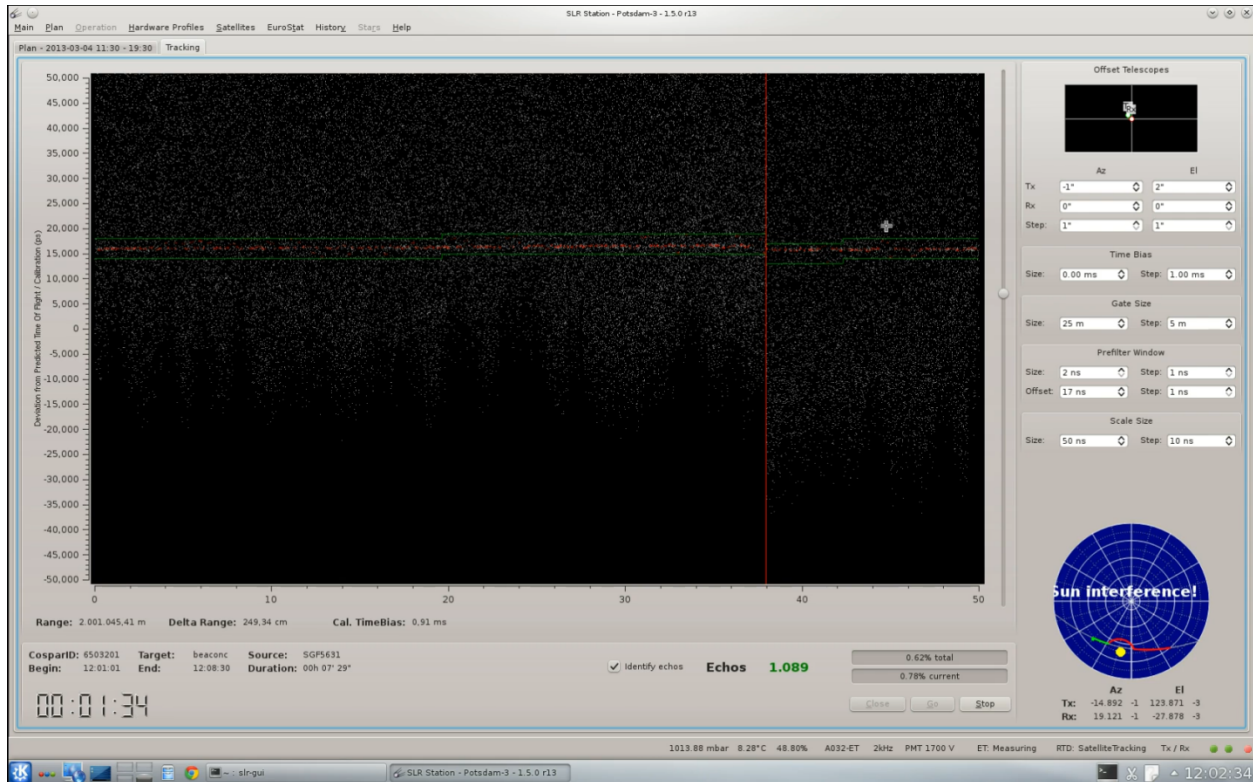 SLR Station - Potsdam-3 - 1.5.0 r13
Main Plan Operation Hardware Profiles Satellites EuroStat History Stars Help
Plan - 2013-03-04 11:30 - 19:30 Tracking
Deviation from Predicted Time Of Flight / Calibration (ps)
50,000
45,000
40,000
35,000
30,000
25,000
20,000
15,000
10,000
5,000
0
-5,000
-10,000
-15,000
-20,000
-25,000
-30,000
-35,000
-40,000
-45,000
-50,000
0 10 20 30 40 50
Range: 2.001.045,41 m Delta Range: 249,34 cm Cal. TimeBias: 0,91 ms
Offset Telescopes
Rx
Az El
Tx -1" 2"
Rx 0" 0"
Step: 1" 1"
Time Bias
Size: 0.00 ms Step: 1.00 ms
Gate Size
Size: 25 m Step: 5 m
Prefilter Window
Size: 2 ns Step: 1 ns
Offset: 17 ns Step: 1 ns
Scale Size
Size: 50 ns Step: 10 ns
Sun interference!
Az El
Tx: -14.892 -1 123.871 -3
Rx: 19.121 -1 -27.878 -3
CosparID: 6503201 Target: beaconc Source: SGF5631
Begin: 12:01:01 End: 12:08:30 Duration: 00h 07' 29"
00:01:34
Identify echos Echos 1.089
0.62% total
0.78% current
Close Go Stop
1013.88 mbar 8.28°C 48.80% A032-ET 2kHz PMT 1700 V ET: Measuring RTD: SatelliteTracking Tx / Rx
~ : slr-gui SLR Station - Potsdam-3 - 1.5.0 r13 12:02:34